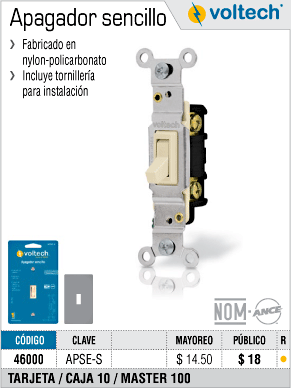 Apagador sencillo
voltech®
Fabricado en
nylon-policarbonato
Incluye tornillería
para instalación
voltech
voltech
Apagador sencillo
NOM-ANCE
CÓDIGO CLAVE MAYOREO PÚBLICO R
46000 APSE-S $ 14.50 $ 18
TARJETA / CAJA 10 / MASTER 100